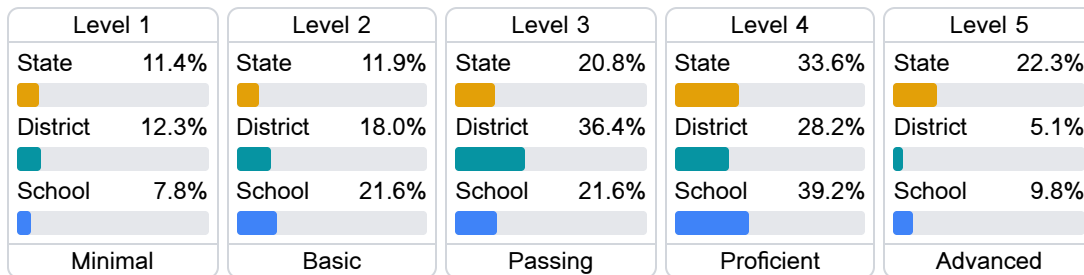 Level 1
State 11.4%
District 12.3%
School 7.8%
Minimal
Level 2
State 11.9%
District 18.0%
School 21.6%
Basic
Level 3
State 20.8%
District 36.4%
School 21.6%
Passing
Level 4
State 33.6%
District 28.2%
School 39.2%
Proficient
Level 5
State 22.3%
District 5.1%
School 9.8%
Advanced